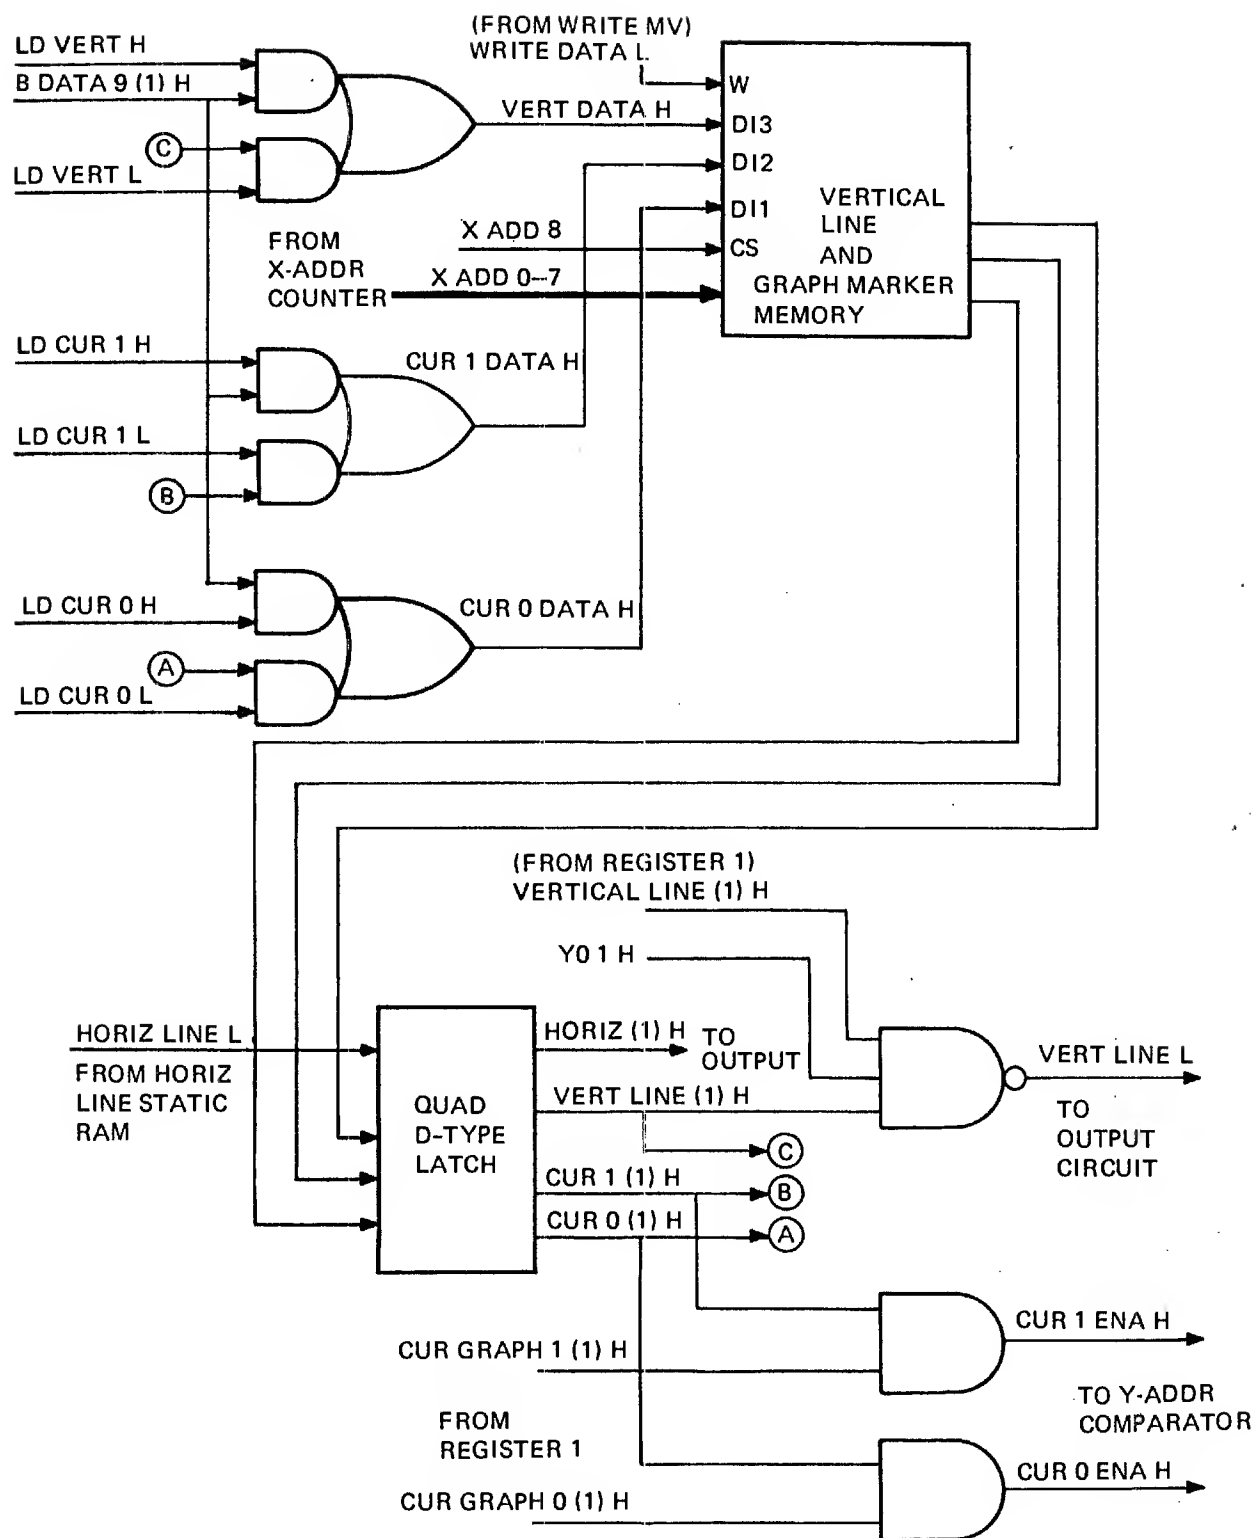 (FROM WRITE MV)
WRITE DATA L
LD VERT H
B DATA 9 (1) H
W
VERT DATA H
DI3
C
DI2
LD VERT L
DI1
VERTICAL
LINE
AND
GRAPH MARKER
MEMORY
X ADD 8
CS
FROM
X-ADDR
COUNTER
X ADD 0–7
LD CUR 1 H
CUR 1 DATA H
LD CUR 1 L
B
LD CUR 0 H
CUR 0 DATA H
A
LD CUR 0 L
(FROM REGISTER 1)
VERTICAL LINE (1) H
Y0 1 H
HORIZ LINE L
FROM HORIZ
LINE STATIC
RAM
QUAD
D-TYPE
LATCH
HORIZ (1) H
TO
OUTPUT
VERT LINE (1) H
C
CUR 1 (1) H
B
CUR 0 (1) H
A
VERT LINE L
TO
OUTPUT
CIRCUIT
CUR 1 ENA H
CUR GRAPH 1 (1) H
TO Y-ADDR
COMPARATOR
FROM
REGISTER 1
CUR 0 ENA H
CUR GRAPH 0 (1) H